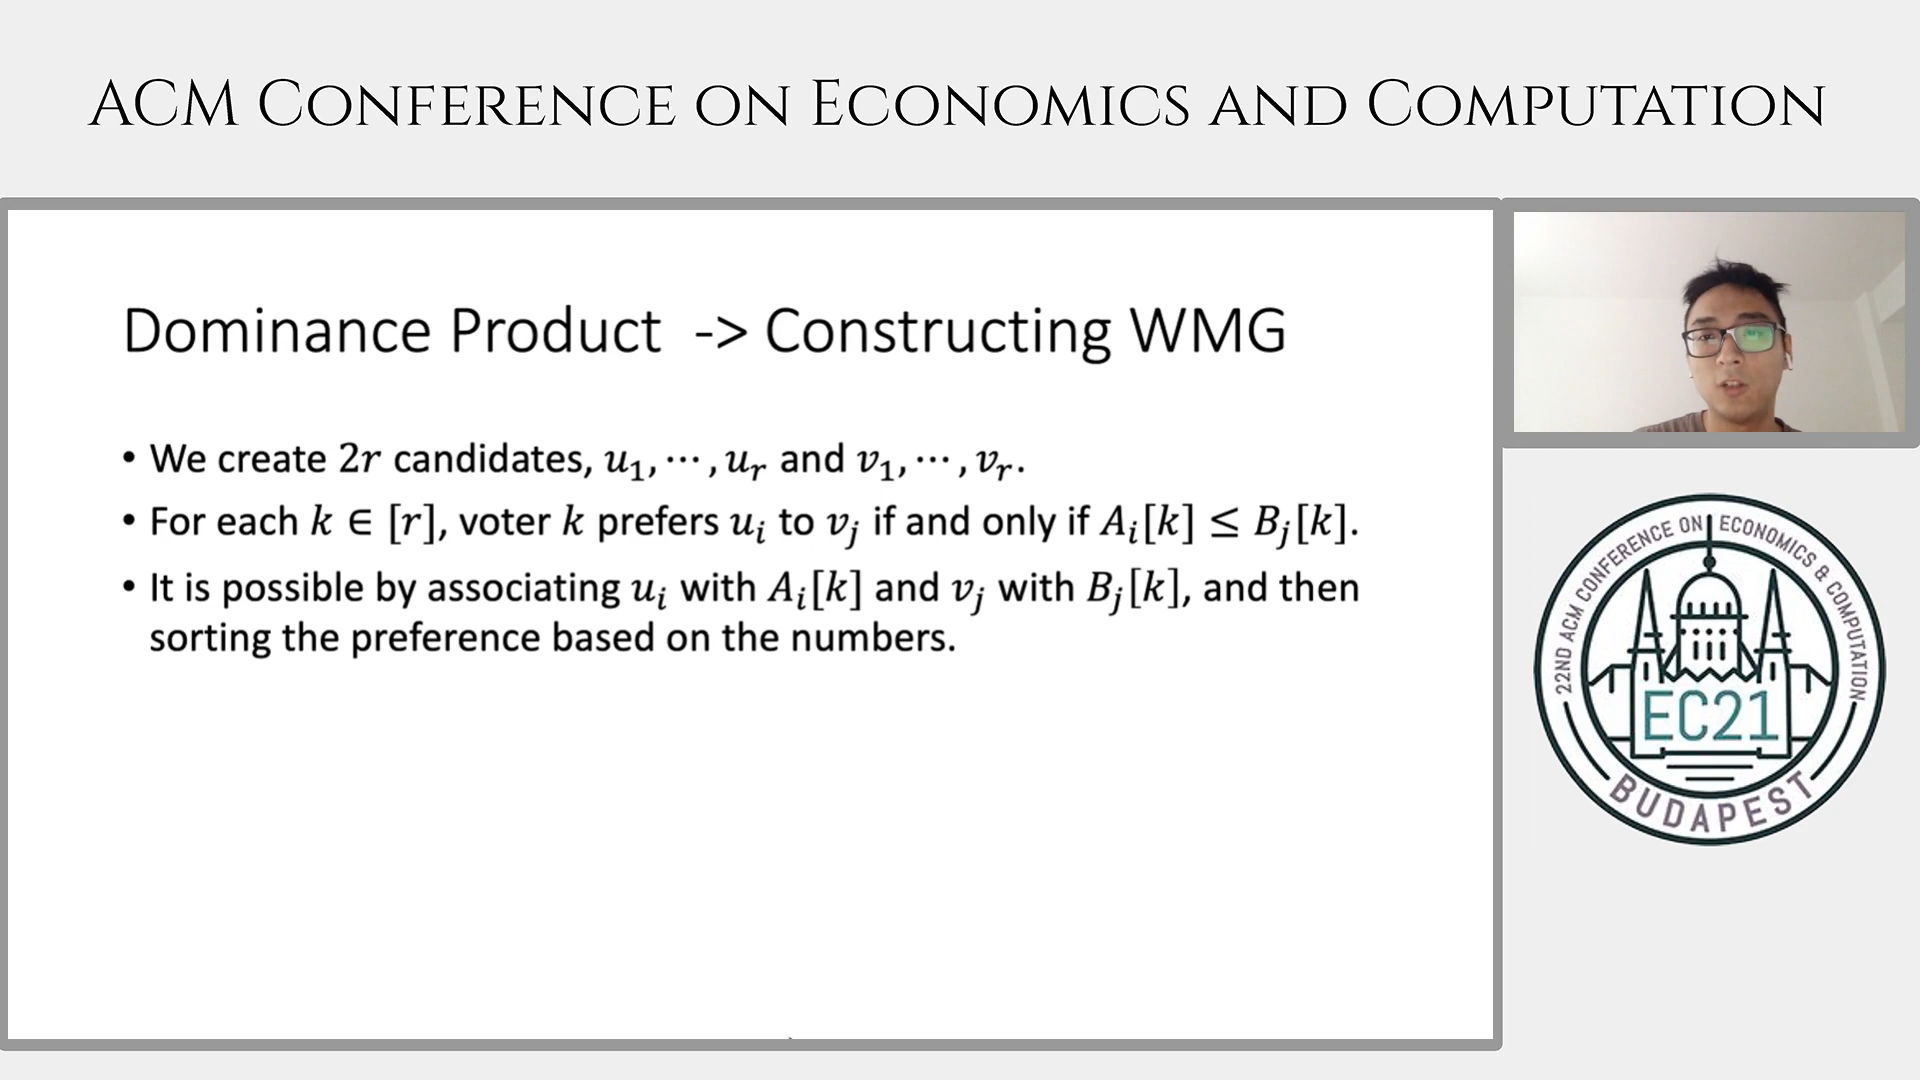 ACM Conference on Economics and Computation
Dominance Product -> Constructing WMG
• We create 2r candidates, u₁, ⋯ , uᵣ and v₁, ⋯ , vᵣ.
• For each k ∈ [r], voter k prefers uᵢ to vⱼ if and only if Aᵢ[k] ≤ Bⱼ[k].
• It is possible by associating uᵢ with Aᵢ[k] and vⱼ with Bⱼ[k], and then
sorting the preference based on the numbers.
22ND ACM CONFERENCE ON ECONOMICS & COMPUTATION
EC21
BUDAPEST